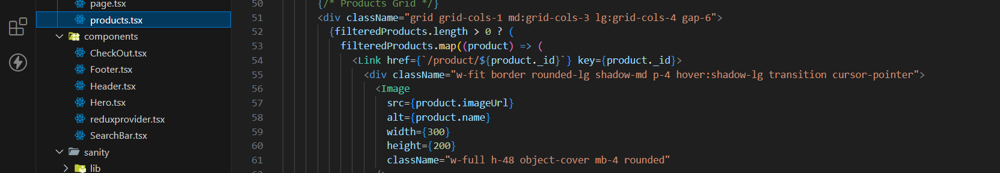 page.tsx
products.tsx
components
CheckOut.tsx
Footer.tsx
Header.tsx
Hero.tsx
reduxprovider.tsx
SearchBar.tsx
sanity
lib
50 {/* Products Grid */}
51 <div className="grid grid-cols-1 md:grid-cols-3 lg:grid-cols-4 gap-6">
52 {filteredProducts.length > 0 ? (
53 filteredProducts.map((product) => (
54 <Link href={`/product/${product._id}`} key={product._id}>
55 <div className="w-fit border rounded-lg shadow-md p-4 hover:shadow-lg transition cursor-pointer">
56 <Image
57 src={product.imageUrl}
58 alt={product.name}
59 width={300}
60 height={200}
61 className="w-full h-48 object-cover mb-4 rounded"